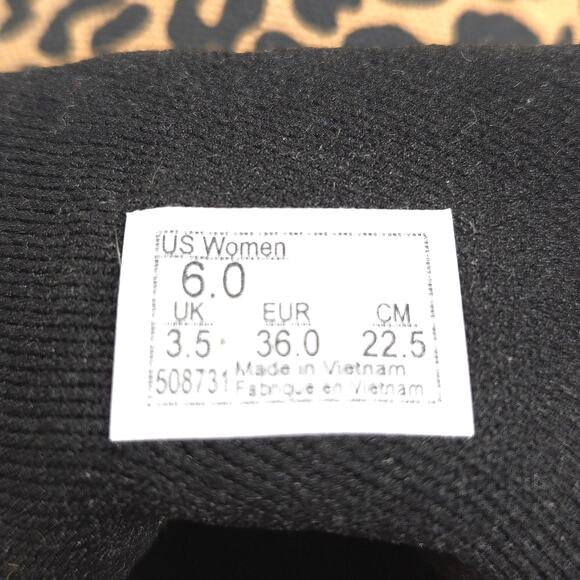 US Women
6.0
UK EUR CM
3.5 36.0 22.5
508731 Made in Vietnam
Fabrique en Vietnam